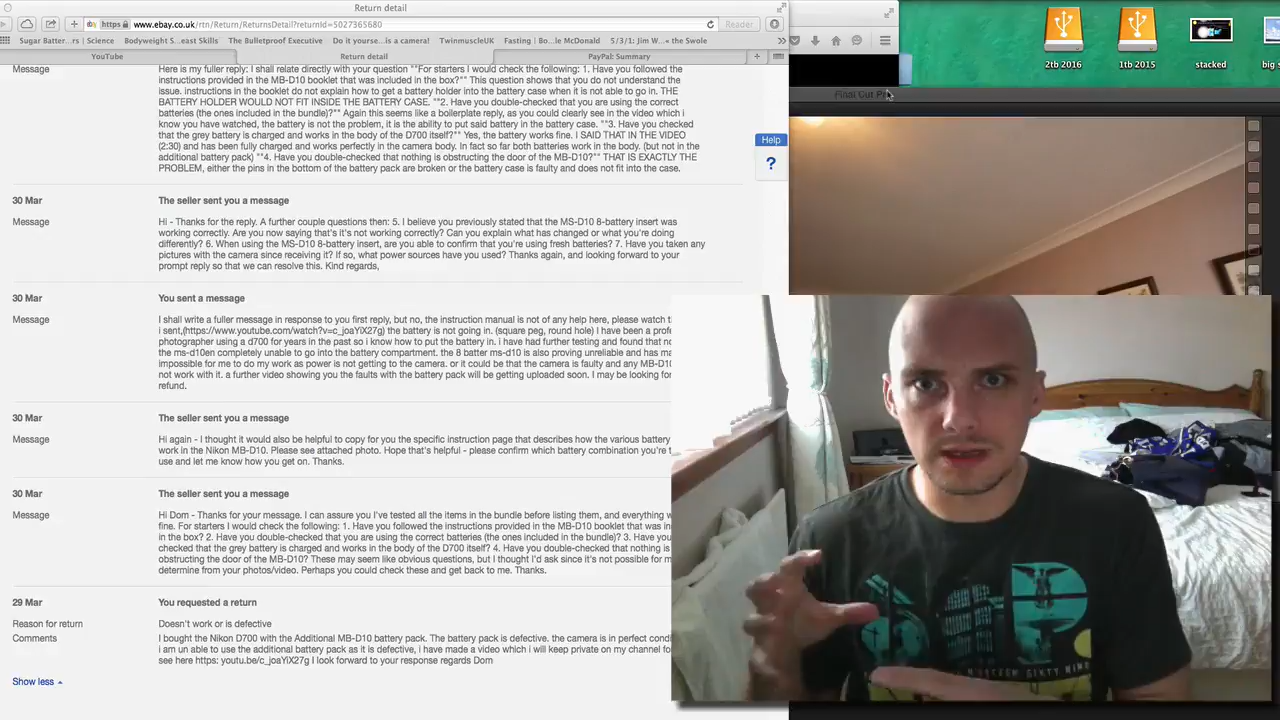 Return detail
https www.ebay.co.uk/rtn/Return/ReturnsDetail?returnId=5027365680
Reader
Sugar Batter...rs
Science
Bodyweight S...east Skills
The Bulletproof Executive
Do it yourself...is a camera!
TwinmuscleUK
Fasting | Bo...le McDonald
5/3/1: Jim W... the Swole
YouTube
Return detail
PayPal: Summary
2tb 2016
1tb 2015
stacked
big s
Final Cut Pro
Help
?
Message
Here is my fuller reply: I shall relate directly with your question ""For starters I would check the following: 1. Have you followed the
instructions provided in the MB-D10 booklet that was included in the box?"" This question shows that you do not understand the
issue. instructions in the booklet do not explain how to get a battery holder into the battery case when it is not able to go in. THE
BATTERY HOLDER WOULD NOT FIT INSIDE THE BATTERY CASE. ""2. Have you double-checked that you are using the correct
batteries (the ones included in the bundle)?"" Again this seems like a boilerplate reply, as you could clearly see in the video which i
know you have watched, the battery is not the problem, it is the ability to put said battery in the battery case. ""3. Have you checked
that the grey battery is charged and works in the body of the D700 itself?"" Yes, the battery works fine. I SAID THAT IN THE VIDEO
(2:30) and has been fully charged and works perfectly in the camera body. In fact so far both batteries work in the body. (but not in the
additional battery pack) ""4. Have you double-checked that nothing is obstructing the door of the MB-D10?"" THAT IS EXACTLY THE
PROBLEM, either the pins in the bottom of the battery pack are broken or the battery case is faulty and does not fit into the case.
30 Mar
The seller sent you a message
Message
Hi - Thanks for the reply. A further couple questions then: 5. I believe you previously stated that the MS-D10 8-battery insert was
working correctly. Are you now saying that's it's not working correctly? Can you explain what has changed or what you're doing
differently? 6. When using the MS-D10 8-battery insert, are you able to confirm that you're using fresh batteries? 7. Have you taken any
pictures with the camera since receiving it? If so, what power sources have you used? Thanks again, and looking forward to your
prompt reply so that we can resolve this. Kind regards,
30 Mar
You sent a message
Message
I shall write a fuller message in response to you first reply, but no, the instruction manual is not of any help here, please watch t
i sent,(https://www.youtube.com/watch?v=c_joaYiX27g) the battery is not going in. (square peg, round hole) I have been a profe
photographer using a d700 for years in the past so i know how to put the battery in. i have had further testing and found that no
the ms-d10en completely unable to go into the battery compartment. the 8 batter ms-d10 is also proving unreliable and has ma
impossible for me to do my work as power is not getting to the camera. or it could be that the camera is faulty and any MB-D1
not work with it. a further video showing you the faults with the battery pack will be getting uploaded soon. I may be looking for
refund.
30 Mar
The seller sent you a message
Message
Hi again - I thought it would also be helpful to copy for you the specific instruction page that describes how the various battery
work in the Nikon MB-D10. Please see attached photo. Hope that's helpful - please confirm which battery combination you're t
use and let me know how you get on. Thanks.
30 Mar
The seller sent you a message
Message
Hi Dom - Thanks for your message. I can assure you I've tested all the items in the bundle before listing them, and everything w
fine. For starters I would check the following: 1. Have you followed the instructions provided in the MB-D10 booklet that was in
in the box? 2. Have you double-checked that you are using the correct batteries (the ones included in the bundle)? 3. Have you
checked that the grey battery is charged and works in the body of the D700 itself? 4. Have you double-checked that nothing is
obstructing the door of the MB-D10? These may seem like obvious questions, but I thought I'd ask since it's not possible for m
determine from your photos/video. Perhaps you could check these and get back to me. Thanks.
29 Mar
You requested a return
Reason for return
Doesn't work or is defective
Comments
I bought the Nikon D700 with the Additional MB-D10 battery pack. The battery pack is defective. the camera is in perfect condi
i am unable to use the additional battery pack as it is defective, i have made a video which i will keep private on my channel fo
see here https: youtu.be/c_joaYiX27g I look forward to your response regards Dom
Show less